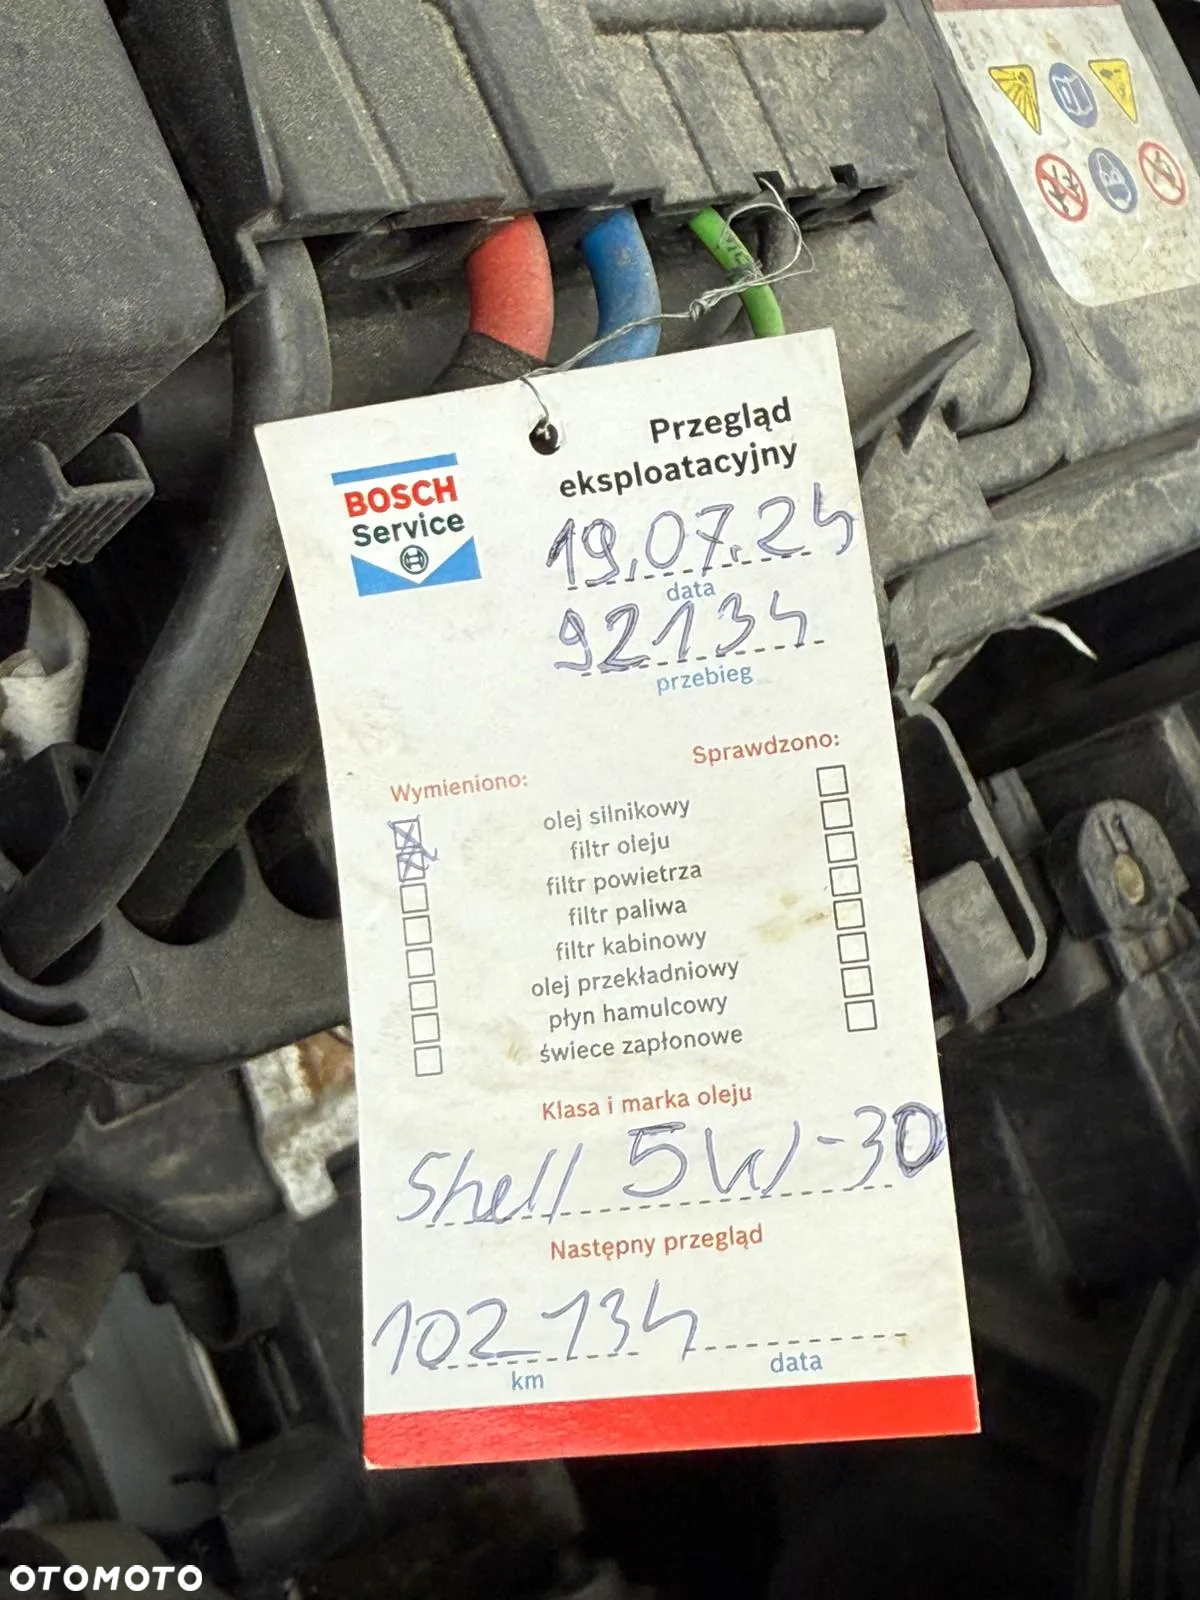 Przegląd
eksploatacyjny
BOSCH
Service
19.07.24
data
92134
przebieg
Wymieniono:
Sprawdzono:
olej silnikowy
filtr oleju
filtr powietrza
filtr paliwa
filtr kabinowy
olej przekładniowy
płyn hamulcowy
świece zapłonowe
Klasa i marka oleju
Shell 5W-30
Następny przegląd
102 134
km
data
OTOMOTO